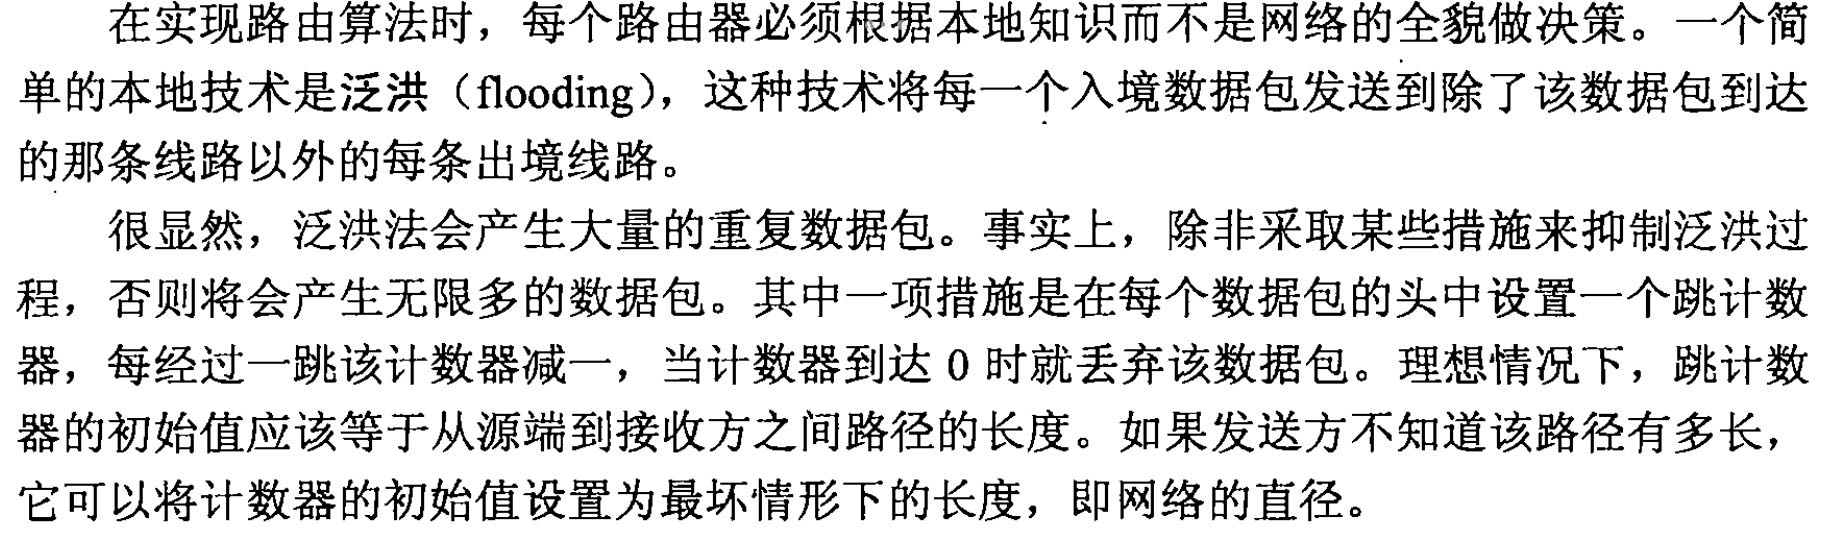 在实现路由算法时，每个路由器必须根据本地知识而不是网络的全貌做决策。一个简
单的本地技术是泛洪（flooding），这种技术将每一个入境数据包发送到除了该数据包到达
的那条线路以外的每条出境线路。
很显然，泛洪法会产生大量的重复数据包。事实上，除非采取某些措施来抑制泛洪过
程，否则将会产生无限多的数据包。其中一项措施是在每个数据包的头中设置一个跳计数
器，每经过一跳该计数器减一，当计数器到达 0 时就丢弃该数据包。理想情况下，跳计数
器的初始值应该等于从源端到接收方之间路径的长度。如果发送方不知道该路径有多长，
它可以将计数器的初始值设置为最坏情形下的长度，即网络的直径。